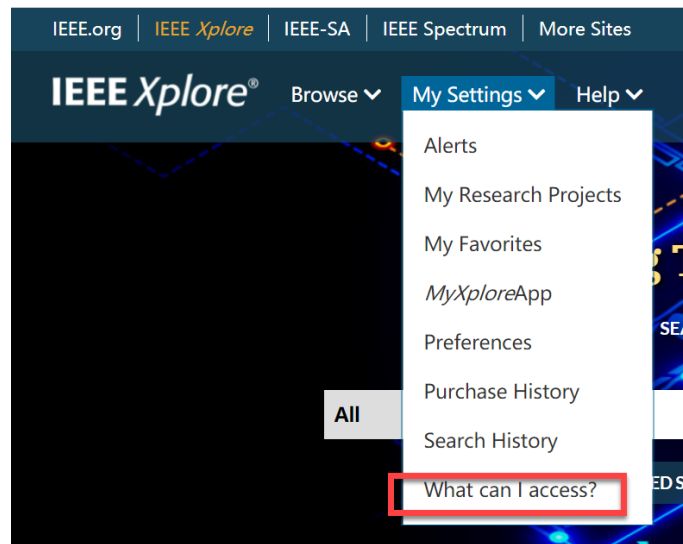 IEEE.org IEEE Xplore IEEE-SA IEEE Spectrum More Sites
IEEE Xplore® Browse My Settings Help
Alerts
My Research Projects
My Favorites
MyXploreApp
Preferences
Purchase History
All
Search History
What can I access?